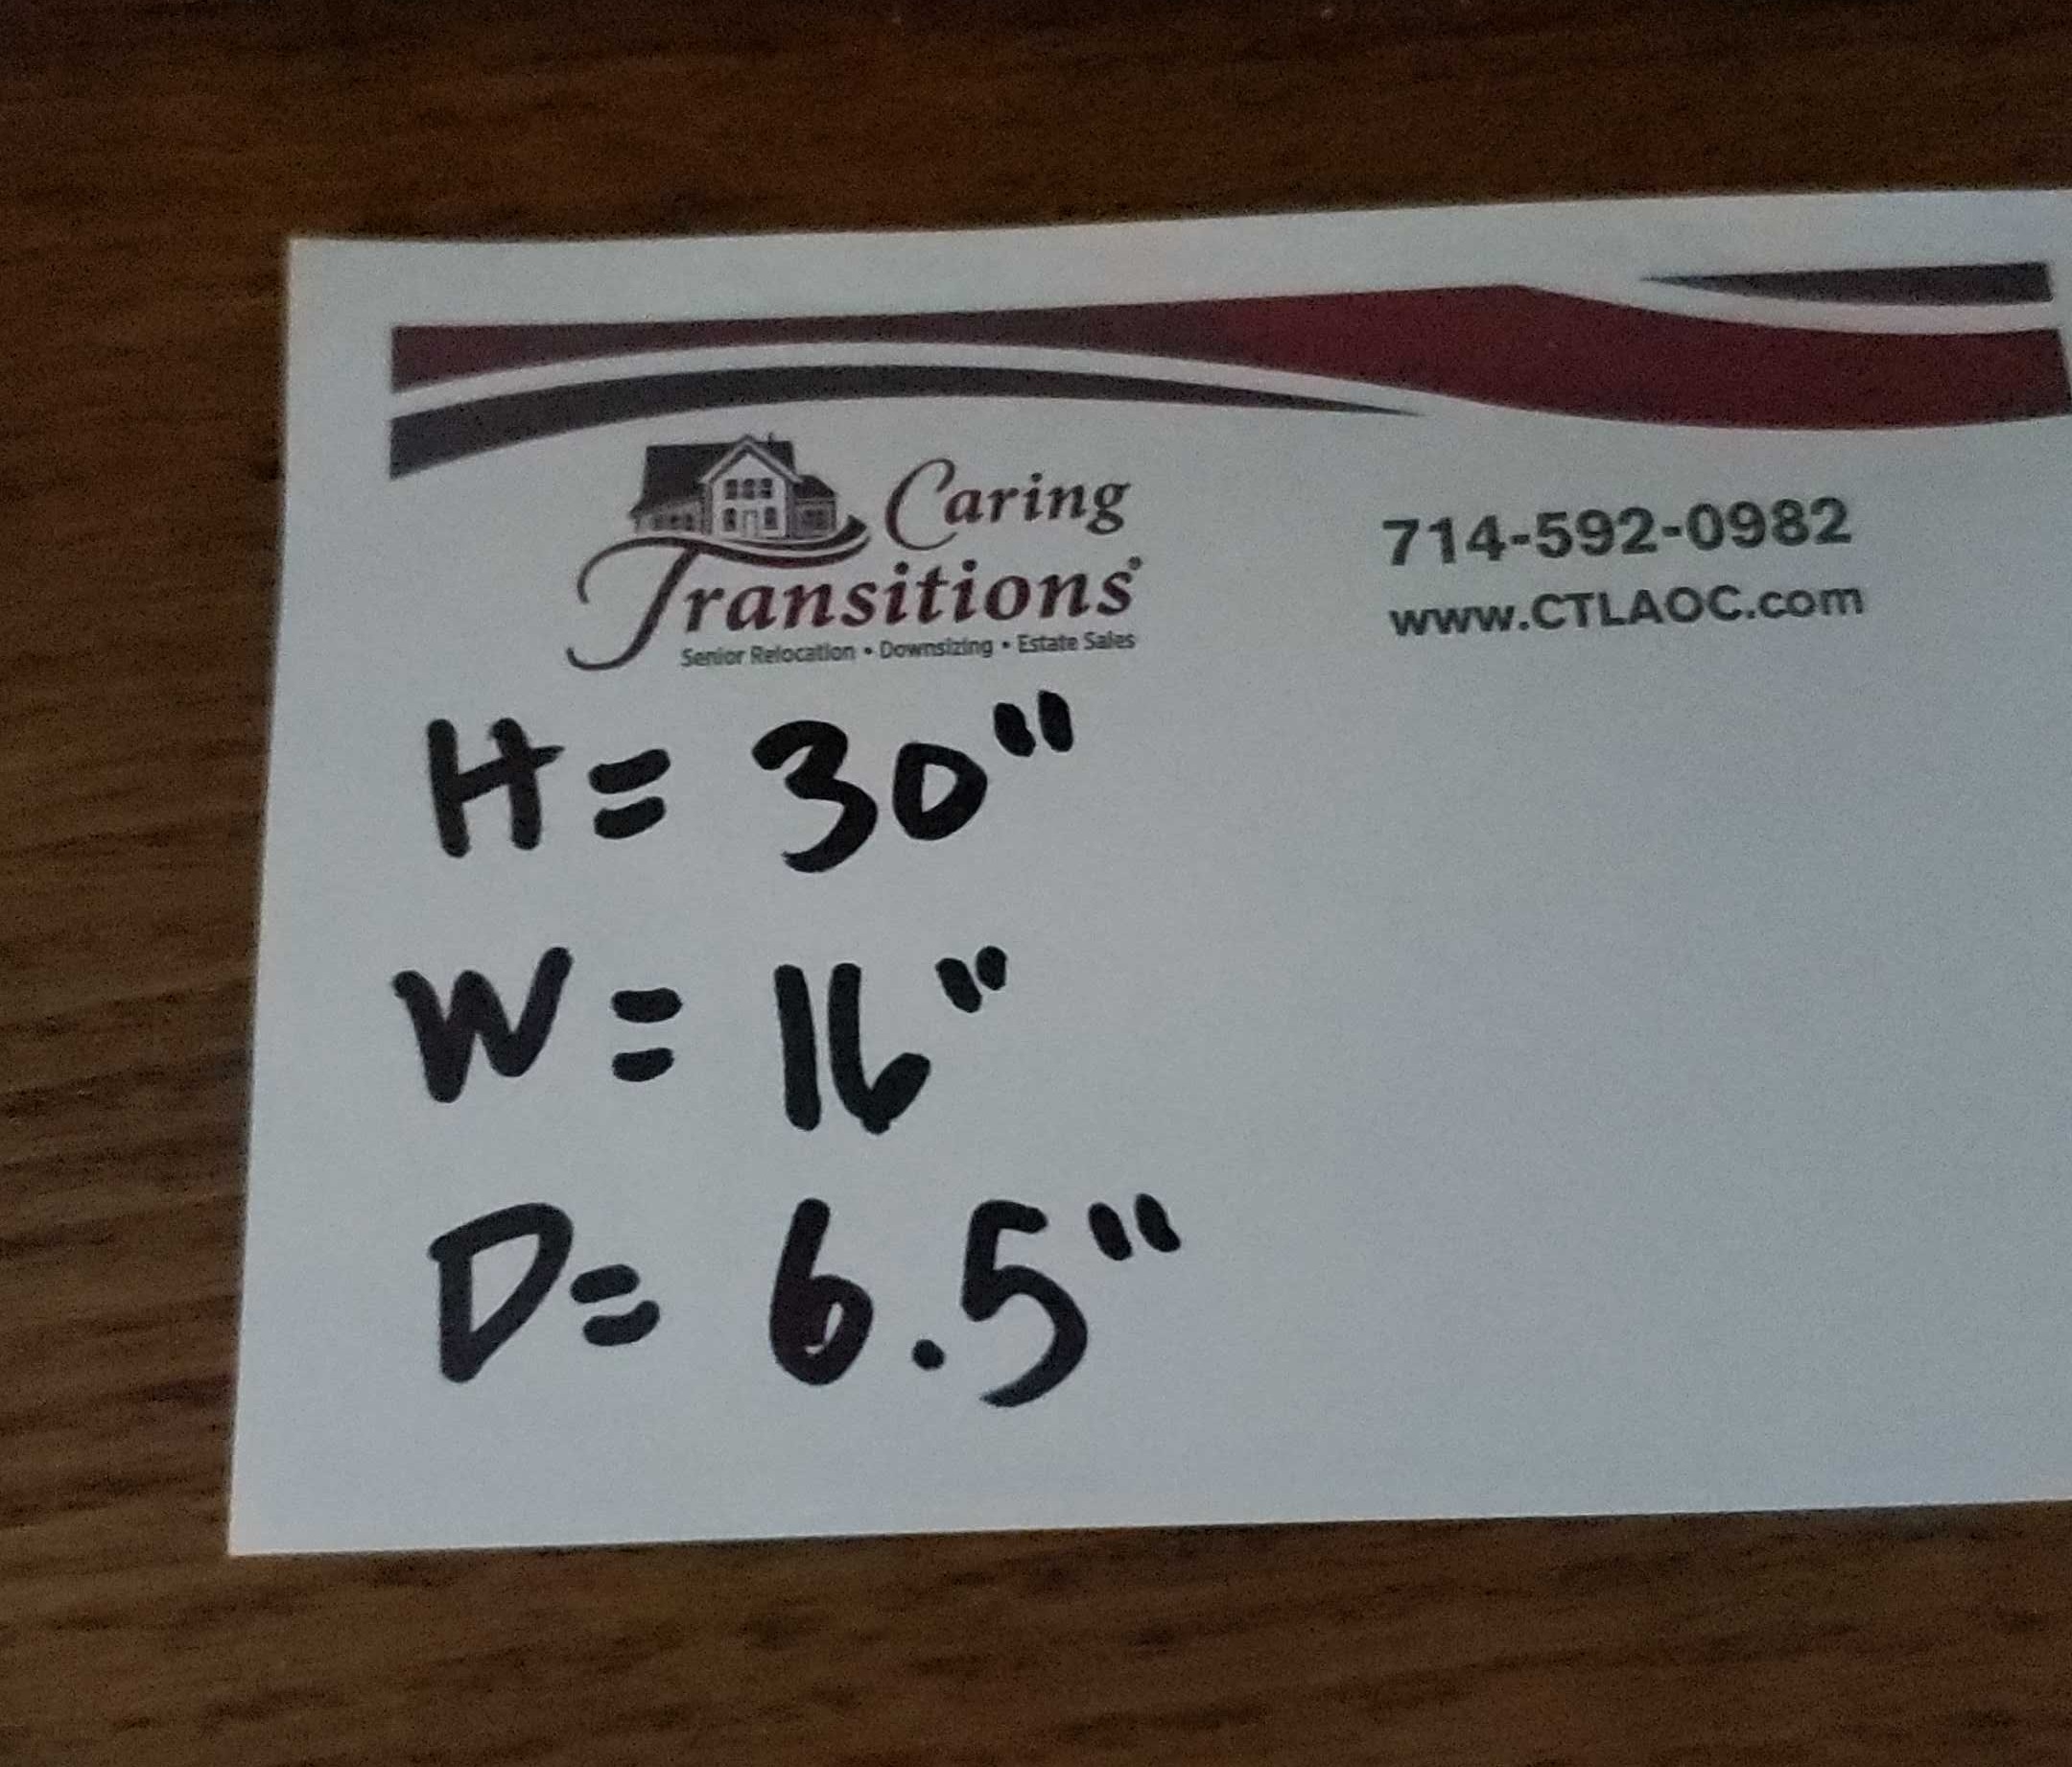 Caring
Transitions®
Senior Relocation • Downsizing • Estate Sales
714-592-0982
www.CTLAOC.com
H = 30"
W = 16"
D = 6.5"